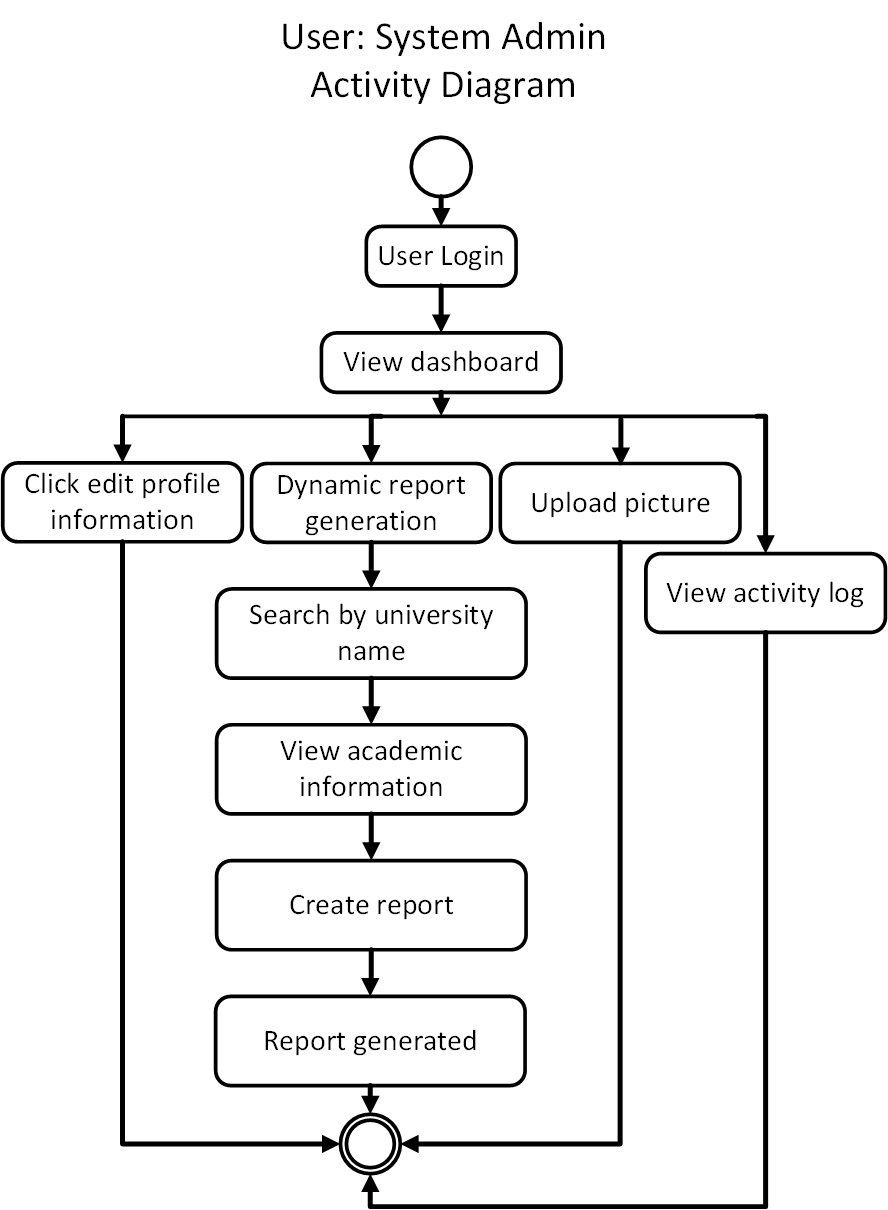 User: System Admin
Activity Diagram
User Login
View dashboard
Click edit profile
information
Dynamic report
generation
Upload picture
View activity log
Search by university
name
View academic
information
Create report
Report generated